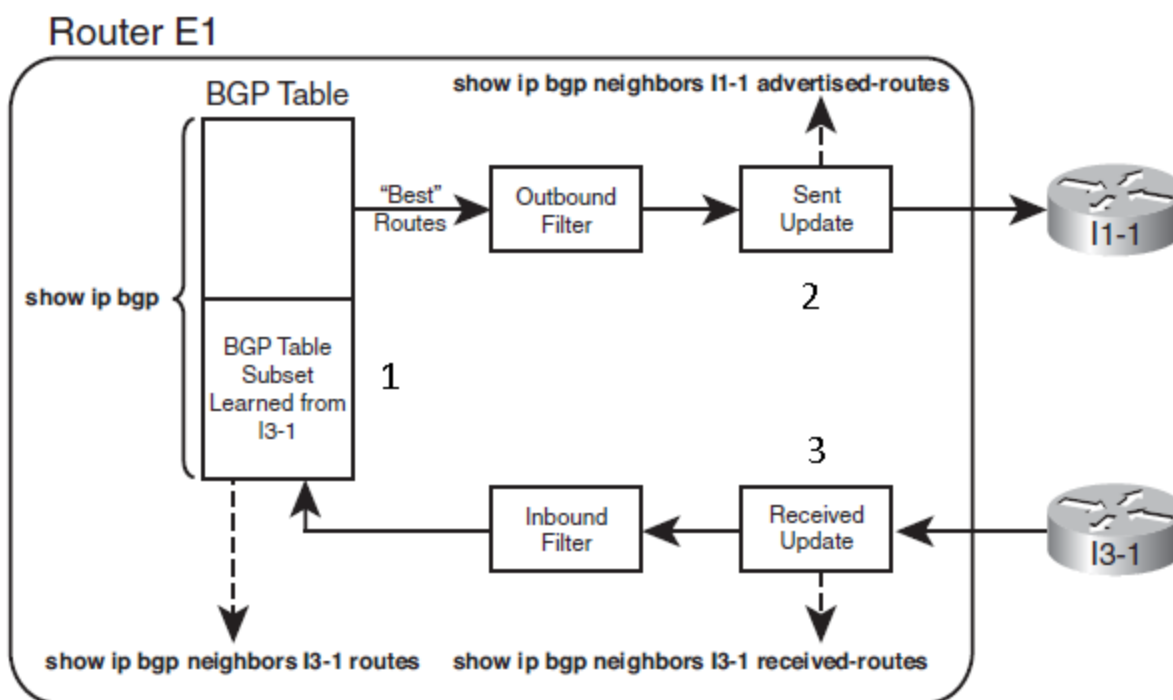 Router E1
BGP Table
show ip bgp neighbors I1-1 advertised-routes
"Best"
Routes
Outbound
Filter
Sent
Update
I1-1
2
show ip bgp
BGP Table
Subset
Learned from
I3-1
1
3
Inbound
Filter
Received
Update
I3-1
show ip bgp neighbors I3-1 routes
show ip bgp neighbors I3-1 received-routes